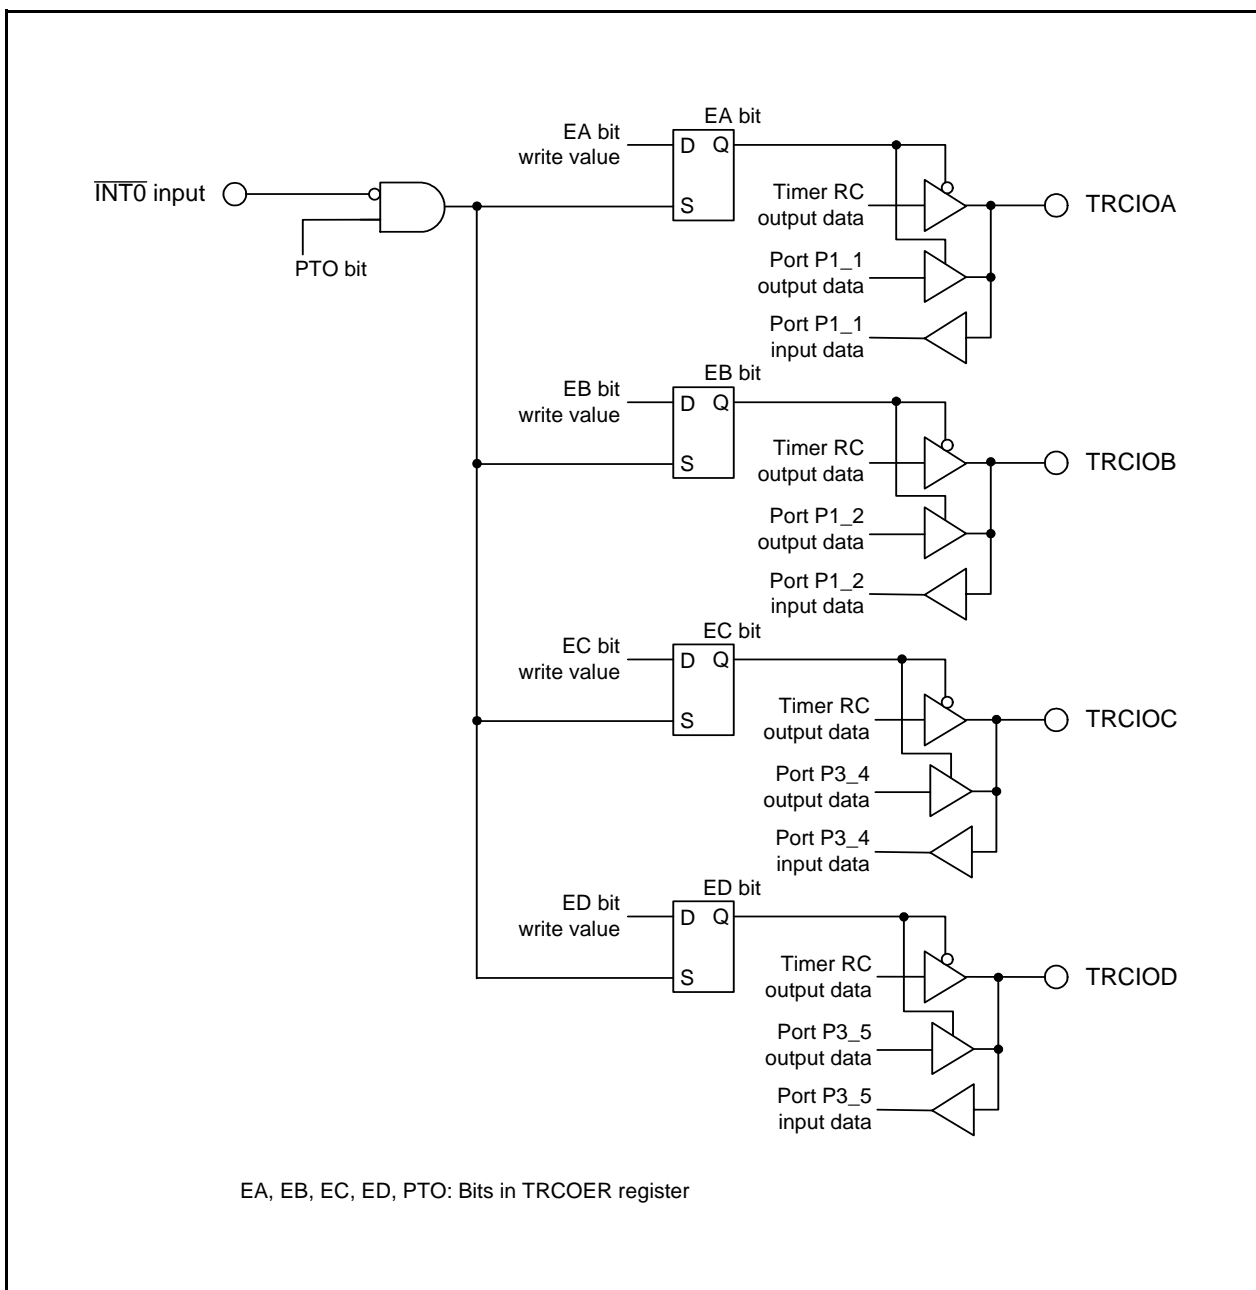 EA bit
EA bit
write value
D Q
S
INT0 input
PTO bit
Timer RC
output data
TRCIOA
Port P1_1
output data
Port P1_1
input data
EB bit
EB bit
write value
D Q
S
Timer RC
output data
TRCIOB
Port P1_2
output data
Port P1_2
input data
EC bit
EC bit
write value
D Q
S
Timer RC
output data
TRCIOC
Port P3_4
output data
Port P3_4
input data
ED bit
ED bit
write value
D Q
S
Timer RC
output data
TRCIOD
Port P3_5
output data
Port P3_5
input data
EA, EB, EC, ED, PTO: Bits in TRCOER register